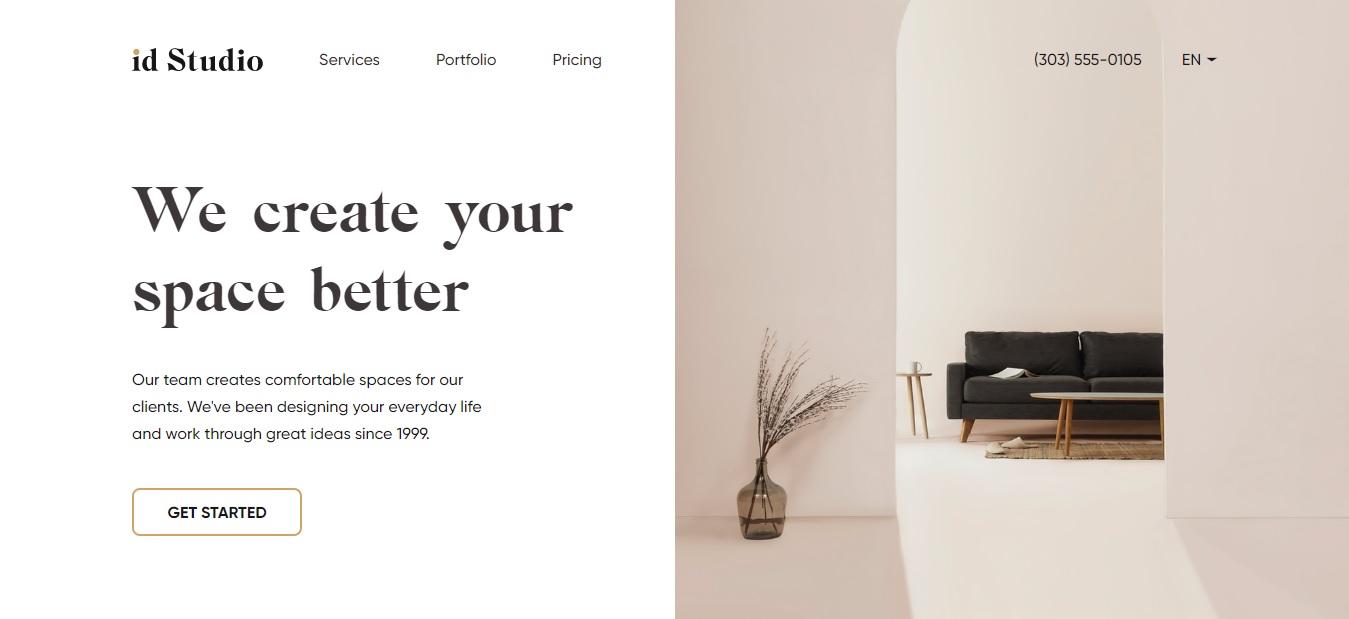 id Studio
Services
Portfolio
Pricing
(303) 555-0105
EN
We create your
space better
Our team creates comfortable spaces for our
clients. We've been designing your everyday life
and work through great ideas since 1999.
GET STARTED